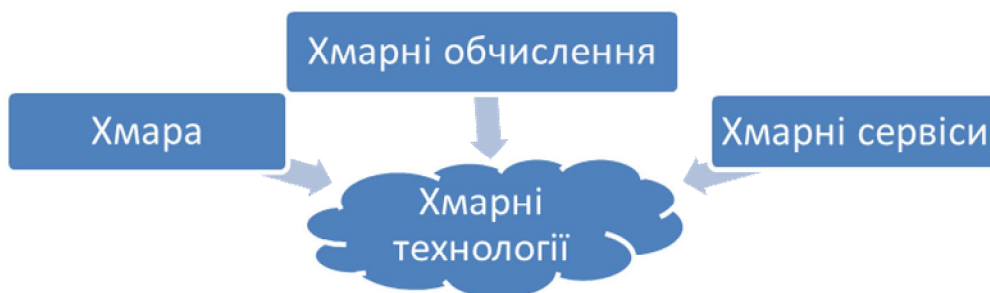 Хмарні обчислення
Хмара
Хмарні сервіси
Хмарні
технології